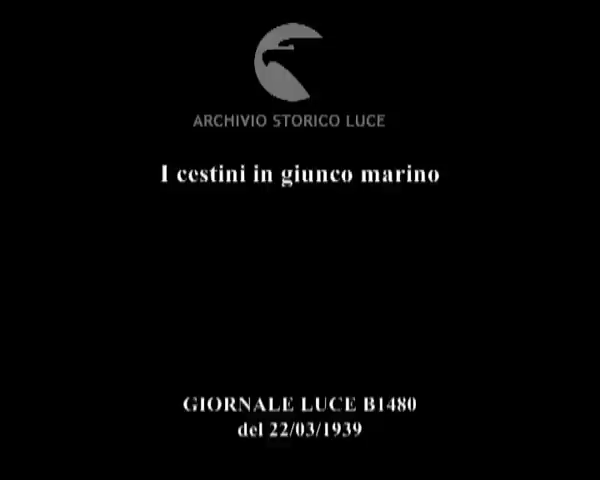 ARCHIVIO STORICO LUCE
I cestini in giunco marino
GIORNALE LUCE B1480
del 22/03/1939